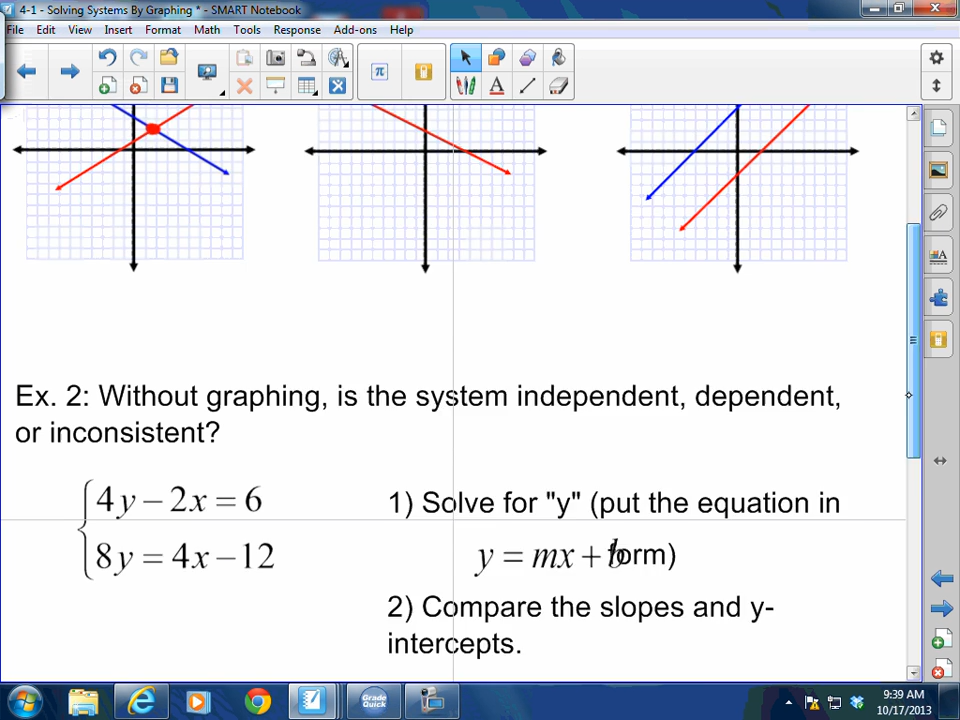 4-1 - Solving Systems By Graphing * - SMART Notebook
File Edit View Insert Format Math Tools Response Add-ons Help
π
Ex. 2: Without graphing, is the system independent, dependent,
or inconsistent?
4y − 2x = 6
8y = 4x − 12
1) Solve for "y" (put the equation in
y = mx + b form)
2) Compare the slopes and y-
intercepts.
Grade
Quick
9:39 AM
10/17/2013